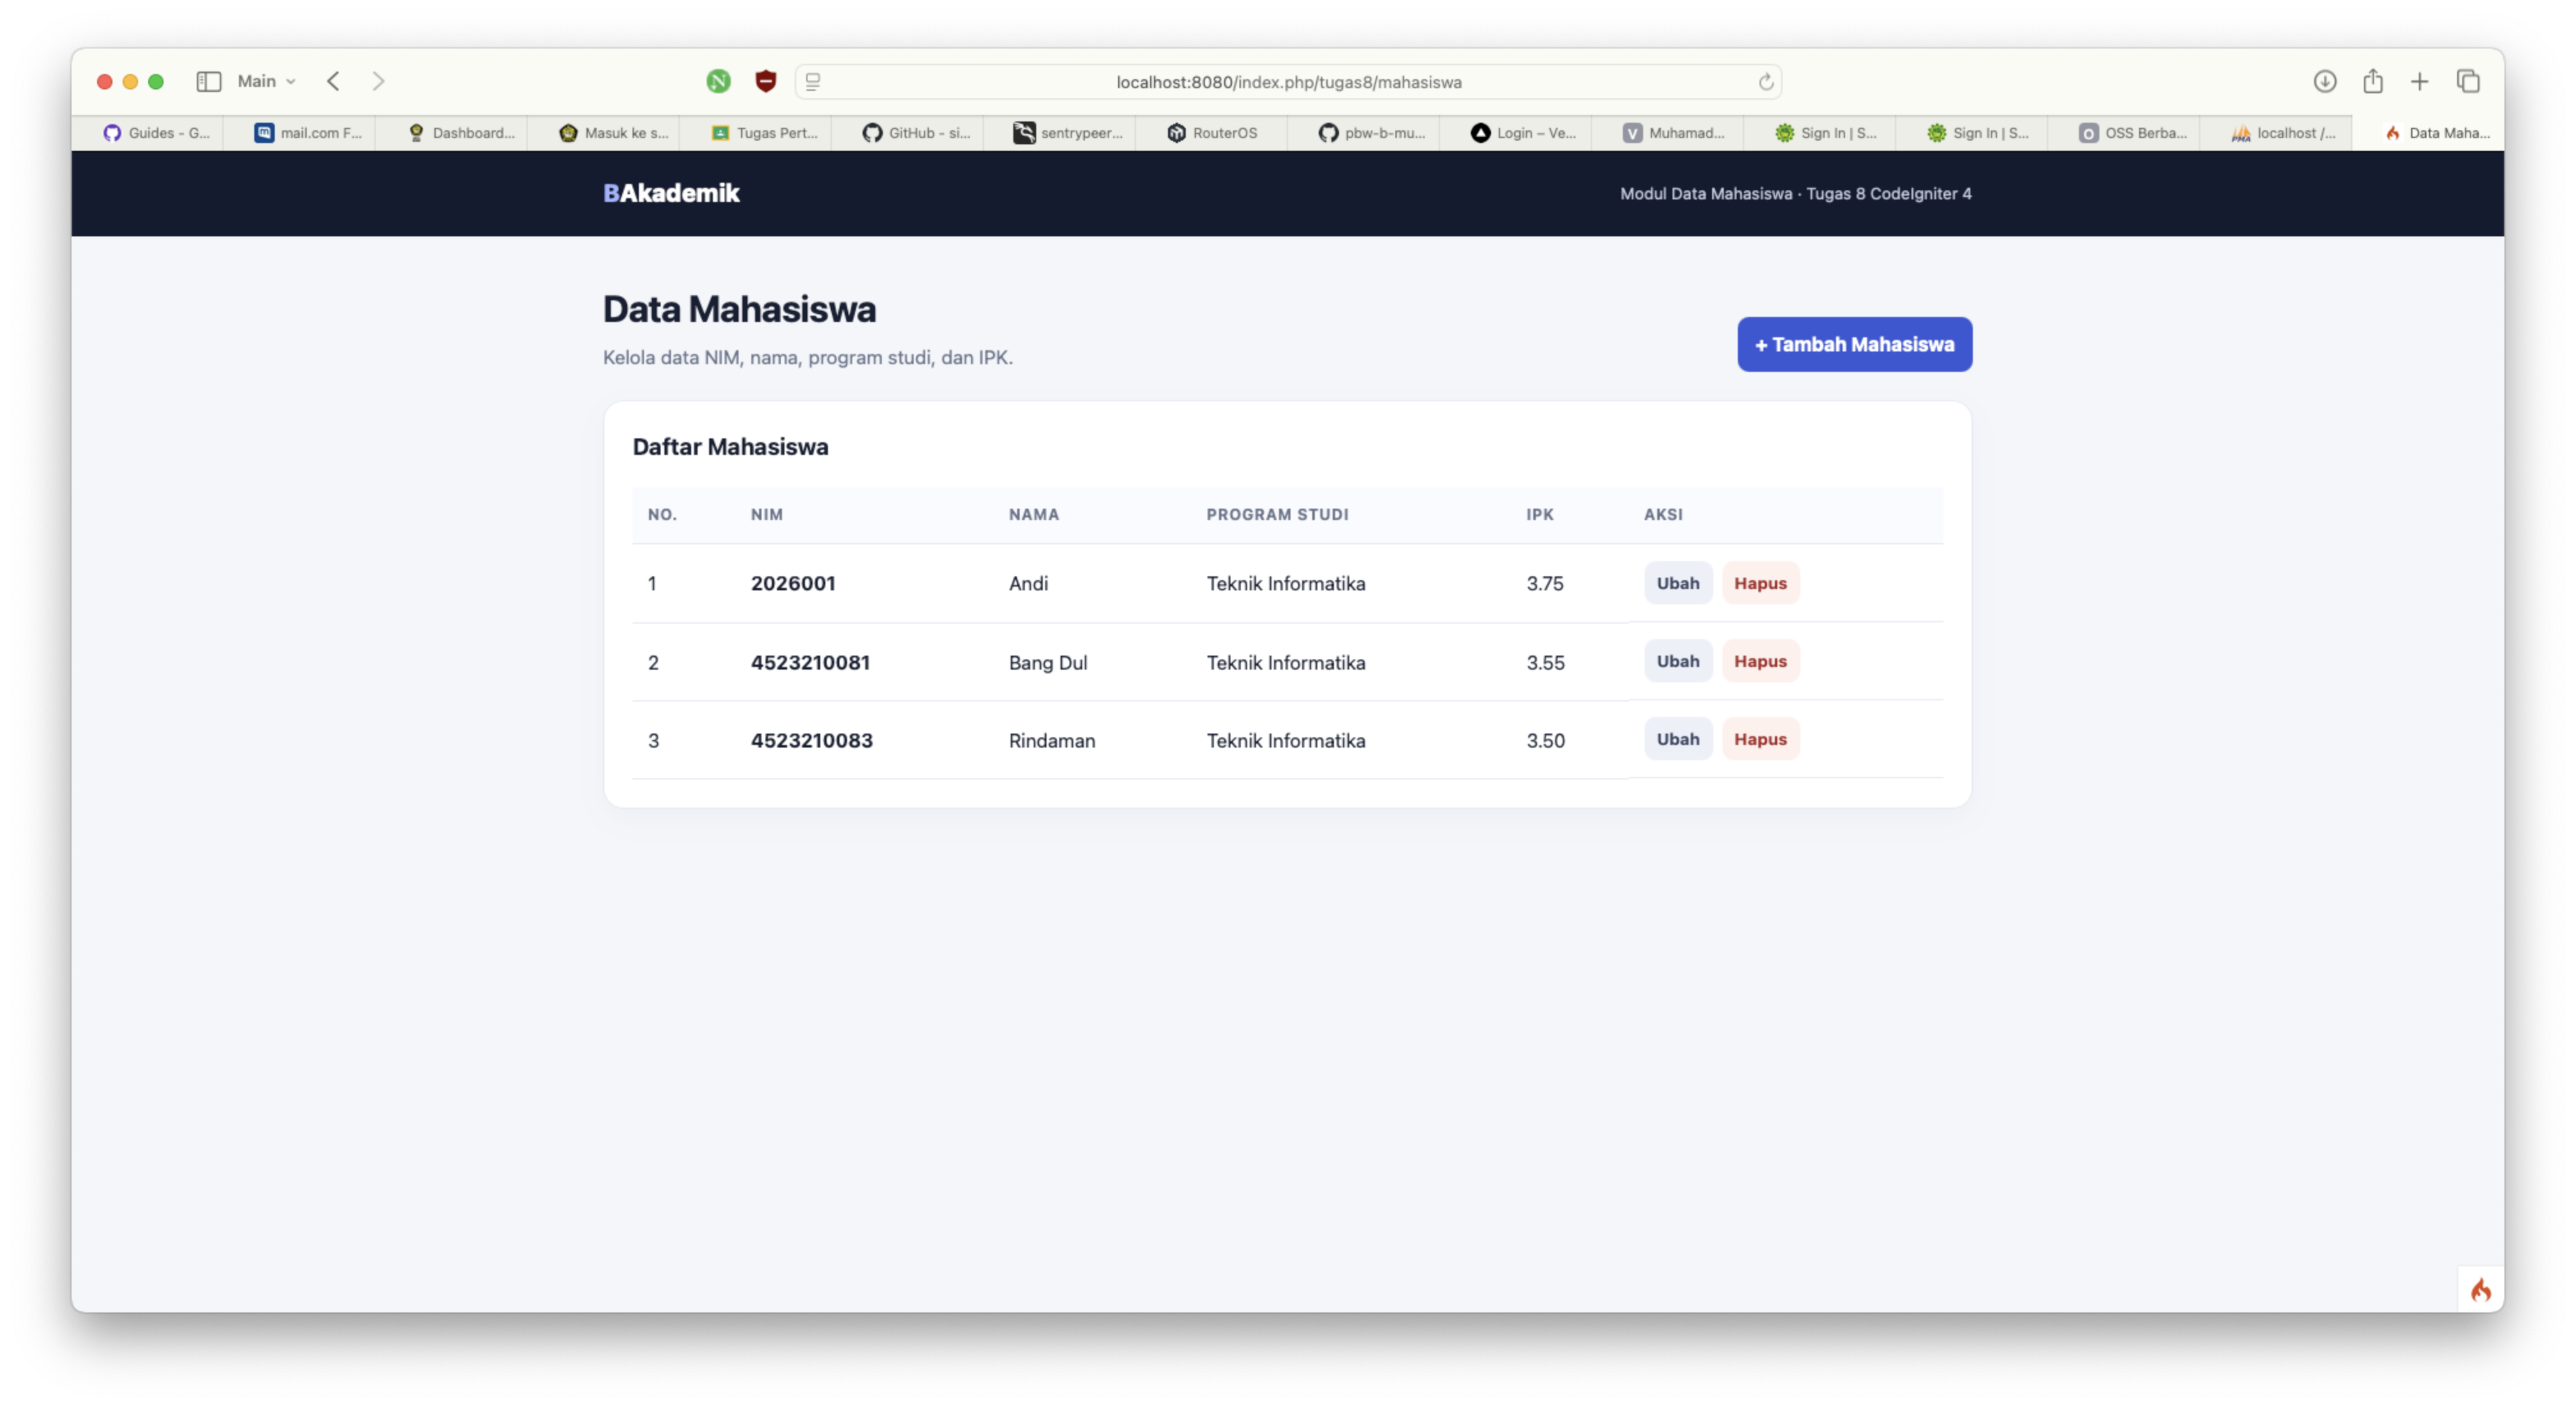 Main
localhost:8080/index.php/tugas8/mahasiswa
Guides - G... mail.com F... Dashboard... Masuk ke s... Tugas Pert... GitHub - si... sentrypeer... RouterOS pbw-b-mu... Login – Ve... Muhamad... Sign In | S... Sign In | S... OSS Berba... localhost /... Data Maha...
BAkademik Modul Data Mahasiswa · Tugas 8 CodeIgniter 4
Data Mahasiswa
Kelola data NIM, nama, program studi, dan IPK.
+ Tambah Mahasiswa
Daftar Mahasiswa
NO. NIM NAMA PROGRAM STUDI IPK AKSI
1 2026001 Andi Teknik Informatika 3.75 Ubah Hapus
2 4523210081 Bang Dul Teknik Informatika 3.55 Ubah Hapus
3 4523210083 Rindaman Teknik Informatika 3.50 Ubah Hapus